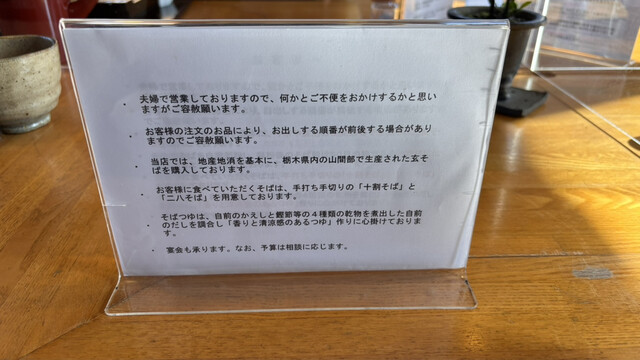 ・ 夫婦で営業しておりますので、何かとご不便をおかけするかと思い
ますがご容赦願います。
・ お客様の注文のお品により、お出しする順番が前後する場合があり
ますのでご容赦願います。
・ 当店では、地産地消を基本に、栃木県内の山間部で生産された玄そ
ばを購入しております。
・ お客様に食べていただくそばは、手打ち手切りの「十割そば」と
「二八そば」を用意しております。
・ そばつゆは、自前のかえしと鰹節等の４種類の乾物を煮出した自前
のだしを調合し「香りと清涼感のあるつゆ」作りに心掛けておりま
す。
・ 宴会も承ります。なお、予算は相談に応じます。